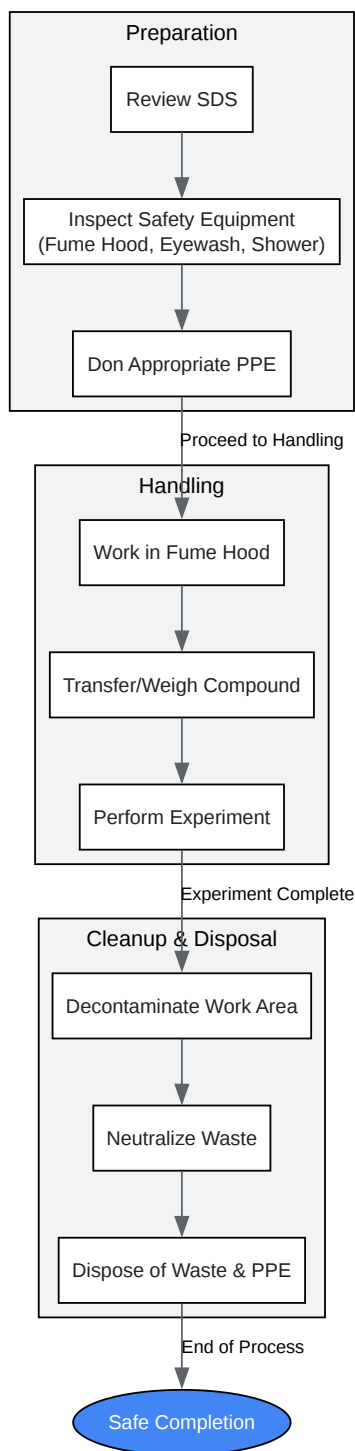 Preparation
Review SDS
Inspect Safety Equipment
(Fume Hood, Eyewash, Shower)
Don Appropriate PPE
Proceed to Handling
Handling
Work in Fume Hood
Transfer/Weigh Compound
Perform Experiment
Experiment Complete
Cleanup & Disposal
Decontaminate Work Area
Neutralize Waste
Dispose of Waste & PPE
End of Process
Safe Completion